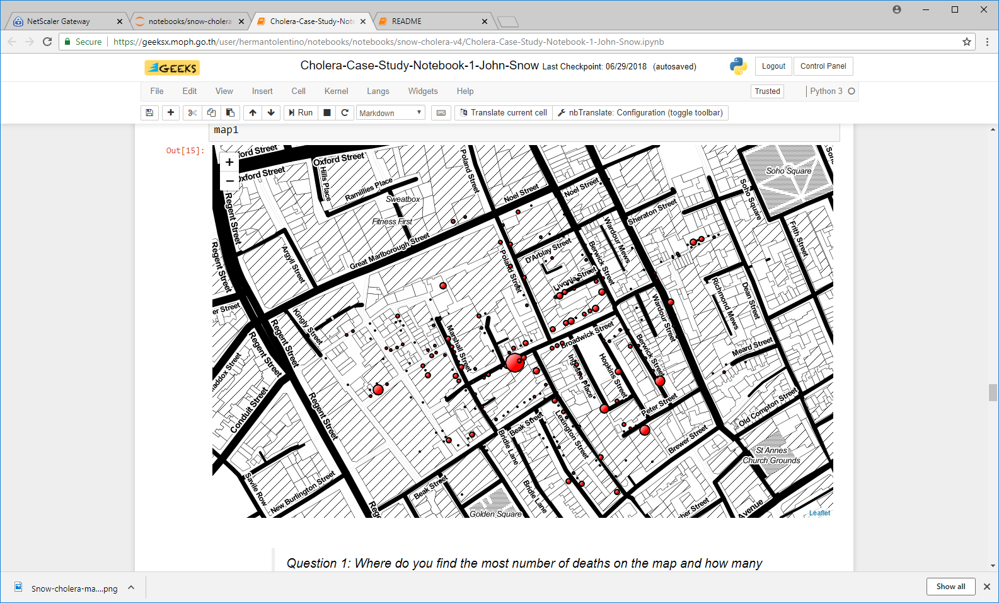 NetScaler Gateway
notebooks/snow-cholera
Cholera-Case-Study-Note
README
Secure
https://geeksx.moph.go.th/user/hermantolentino/notebooks/notebooks/snow-cholera-v4/Cholera-Case-Study-Notebook-1-John-Snow.ipynb
GEEKS
Cholera-Case-Study-Notebook-1-John-Snow Last Checkpoint: 06/29/2018 (autosaved)
Logout
Control Panel
File Edit View Insert Cell Kernel Langs Widgets Help
Trusted
Python 3
Run
Markdown
Translate current cell
nbTranslate: Configuration (toggle toolbar)
map1
Out[15]:
+
−
ford Street
Oxford Street
Oxford Street
Hills Place
Ramillies Place
Sweatbox
Fitness First
Poland Street
Noel Street
Noel Street
Soho Square
Soho Square
Soho
Sheraton Street
Frith Street
Regent Street
Regent Street
Argyll Street
Great Marlborough Street
Poland Street
D'Arblay Street
Berwick Street
Wardour Mews
Livonia Street
Richmond Mews
Dean Street
Wardour Street
er Street
Kingly Street
Regent Street
Regent Street
Marshall Street
Broadwick Street
Meard Street
Ingestre Place
Hopkins Street
Berwick Street
addox Street
Conduit Street
Regent Street
Peter Street
Old Compton Street
Beak Street
Lexington Street
Brewer Street
Bridle Lane
St Annes
Church Grounds
Savile Row
New Burlington Street
Beak Street
Bridle Lane
Rege
Golden Square
her Street
Avenue
Leaflet
Question 1: Where do you find the most number of deaths on the map and how many
Snow-cholera-ma....png
Show all